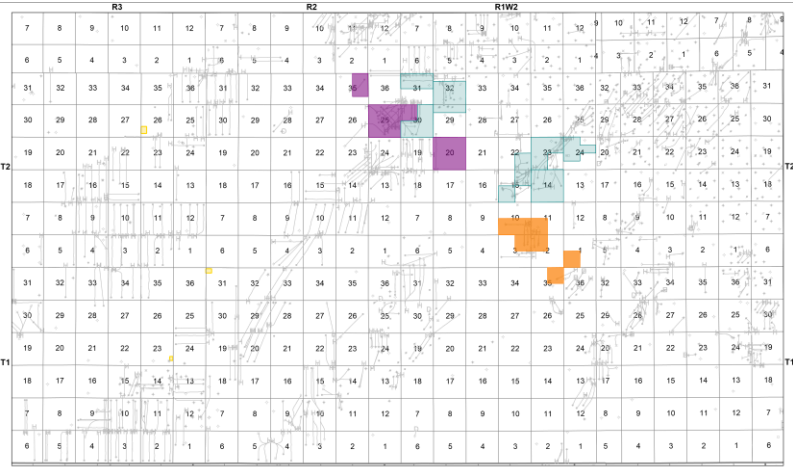 R3 R2 R1W2
7 8 9 10 11 12 7 8 9 10 11 12 7 8 9 10 11 12 9 10 11 12 7 8
6 5 4 3 2 1 6 5 4 3 2 1 6 5 4 3 2 1 4 3 2 1 6 5 4
31 32 33 34 35 36 31 32 33 34 35 36 31 32 33 34 35 36 32 33 34 35 36 31
30 29 28 27 26 25 30 29 28 27 26 25 30 29 28 27 26 25 29 28 27 26 25 30
T2 19 20 21 22 23 24 19 20 21 22 23 24 19 20 21 22 23 24 20 21 22 23 24 19 T2
18 17 16 15 14 13 18 17 16 15 14 13 18 17 16 15 14 13 17 16 15 14 13 18
7 8 9 10 11 12 7 8 9 10 11 12 7 8 9 10 11 12 8 9 10 11 12 7
6 5 4 3 2 1 6 5 4 3 2 1 6 5 4 3 2 1 5 4 3 2 1 6
31 32 33 34 35 36 31 32 33 34 35 36 31 32 33 34 35 36 32 33 34 35 36 31
30 29 28 27 26 25 30 29 28 27 26 25 30 29 28 27 26 25 29 28 27 26 25 30
19 20 21 22 23 24 19 20 21 22 23 24 19 20 21 22 23 24 20 21 22 23 24 19
T1 T1
18 17 16 15 14 13 18 17 16 15 14 13 18 17 16 15 14 13 17 16 15 14 13 18
7 8 9 10 11 12 7 8 9 10 11 12 7 8 9 10 11 12 8 9 10 11 12 7
6 5 4 3 2 1 6 5 4 3 2 1 6 5 4 3 2 1 5 4 3 2 1 6